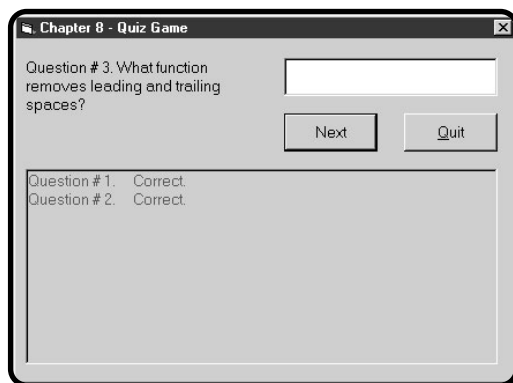 Chapter 8 - Quiz Game
Question # 3. What function
removes leading and trailing
spaces?
Next
Quit
Question # 1. Correct.
Question # 2. Correct.